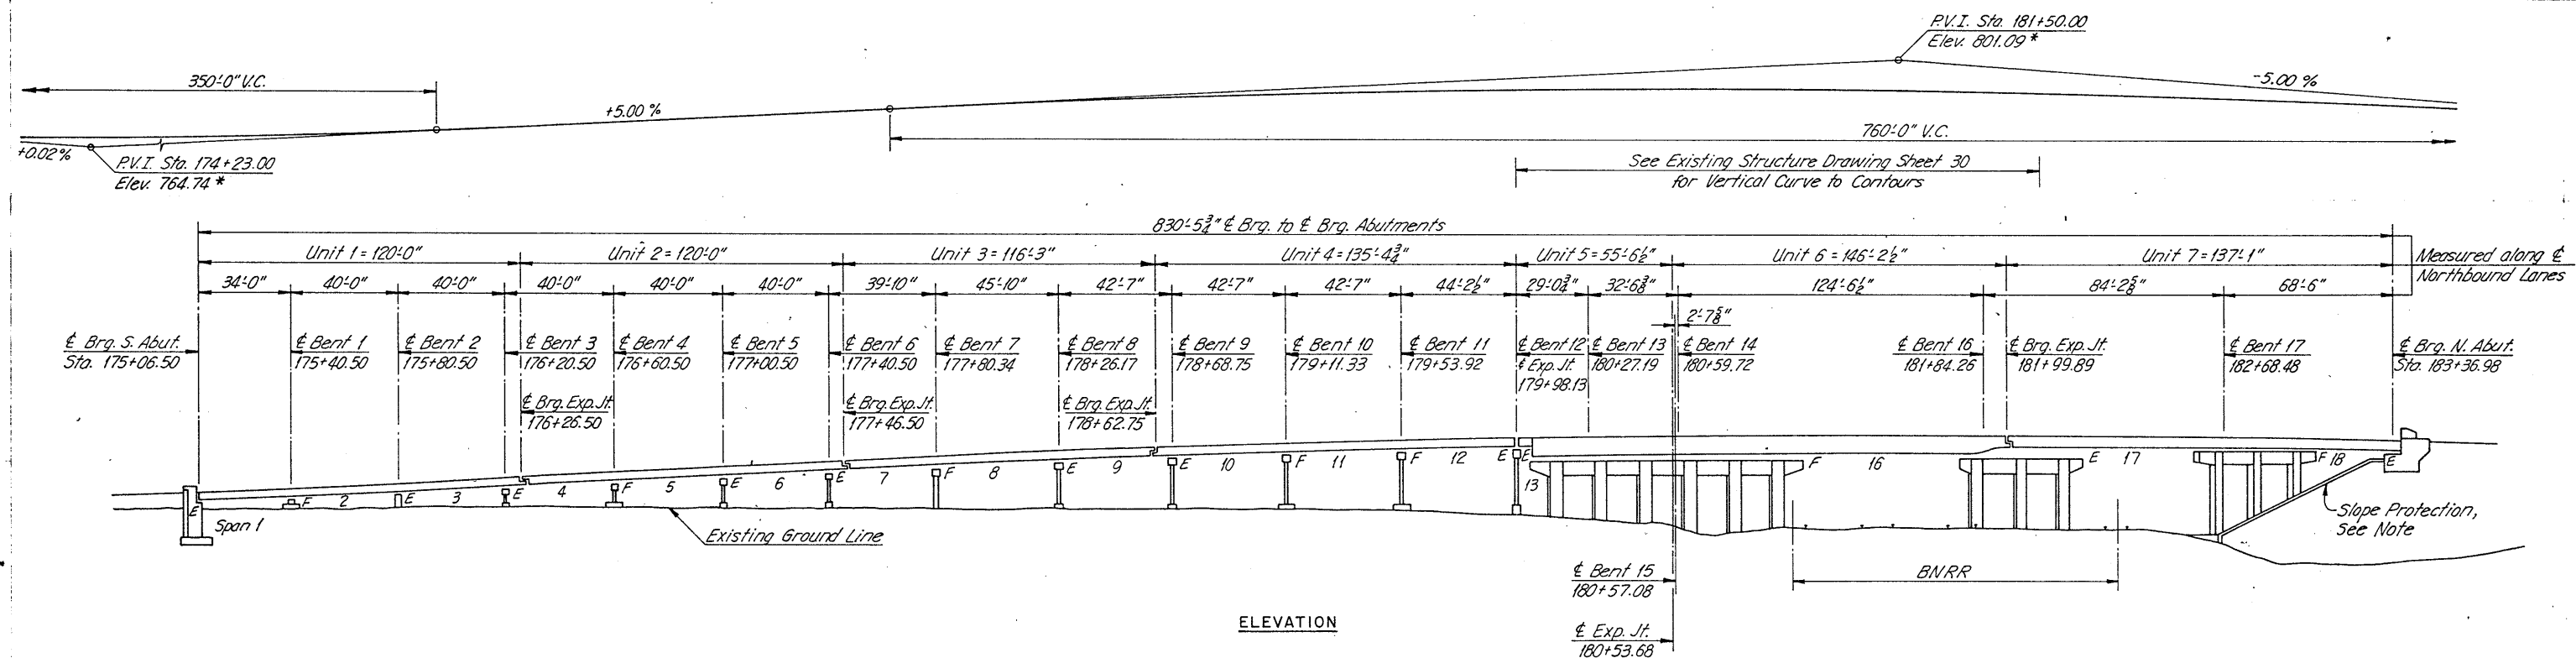 P.V.I. Sta. 181+50.00
Elev. 801.09 *
350'-0" V.C.
+5.00 %
-5.00 %
760'-0" V.C.
+0.02 %
P.V.I. Sta. 174+23.00
Elev. 764.74 *
See Existing Structure Drawing Sheet 30
for Vertical Curve to Contours
830'-5¾" ℄ Brg. to ℄ Brg. Abutments
Unit 1 = 120'-0"
Unit 2 = 120'-0"
Unit 3 = 116'-3"
Unit 4 = 135'-4¾"
Unit 5 = 55'-6½"
Unit 6 = 146'-2½"
Unit 7 = 137'-1"
Measured along ℄
Northbound Lanes
34'-0"
40'-0"
40'-0"
40'-0"
40'-0"
40'-0"
39'-10"
45'-10"
42'-7"
42'-7"
42'-7"
44'-2½"
29'-0¾"
32'-6⅜"
124'-6½"
84'-2⅝"
68'-6"
2'-7⅝"
℄ Brg. S. Abut.
Sta. 175+06.50
℄ Bent 1
175+40.50
℄ Bent 2
175+80.50
℄ Bent 3
176+20.50
℄ Bent 4
176+60.50
℄ Bent 5
177+00.50
℄ Bent 6
177+40.50
℄ Bent 7
177+80.34
℄ Bent 8
178+26.17
℄ Bent 9
178+68.75
℄ Bent 10
179+11.33
℄ Bent 11
179+53.92
℄ Bent 12
℄ Exp. Jt.
179+98.13
℄ Bent 13
180+27.19
℄ Bent 14
180+59.72
℄ Bent 16
181+84.26
℄ Brg. Exp. Jt.
181+99.89
℄ Bent 17
182+68.48
℄ Brg. N. Abut.
Sta. 183+36.98
℄ Brg. Exp. Jt.
176+26.50
℄ Brg. Exp. Jt.
177+46.50
℄ Brg. Exp. Jt.
178+62.75
E
Span 1
F
2
E
3
E
4
F
5
E
6
E
7
F
8
E
9
E
10
F
11
F
12
E
E
13
F
16
E
17
F
18
E
Existing Ground Line
Slope Protection,
See Note
℄ Bent 15
180+57.08
BNRR
℄ Exp. Jt.
180+53.68
ELEVATION